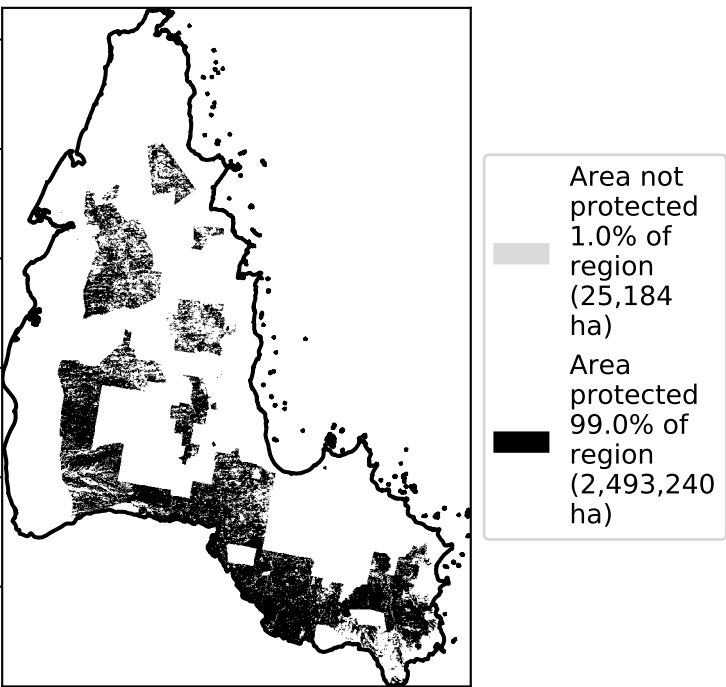 Area not
protected
1.0% of
region
(25,184
ha)
Area
protected
99.0% of
region
(2,493,240
ha)